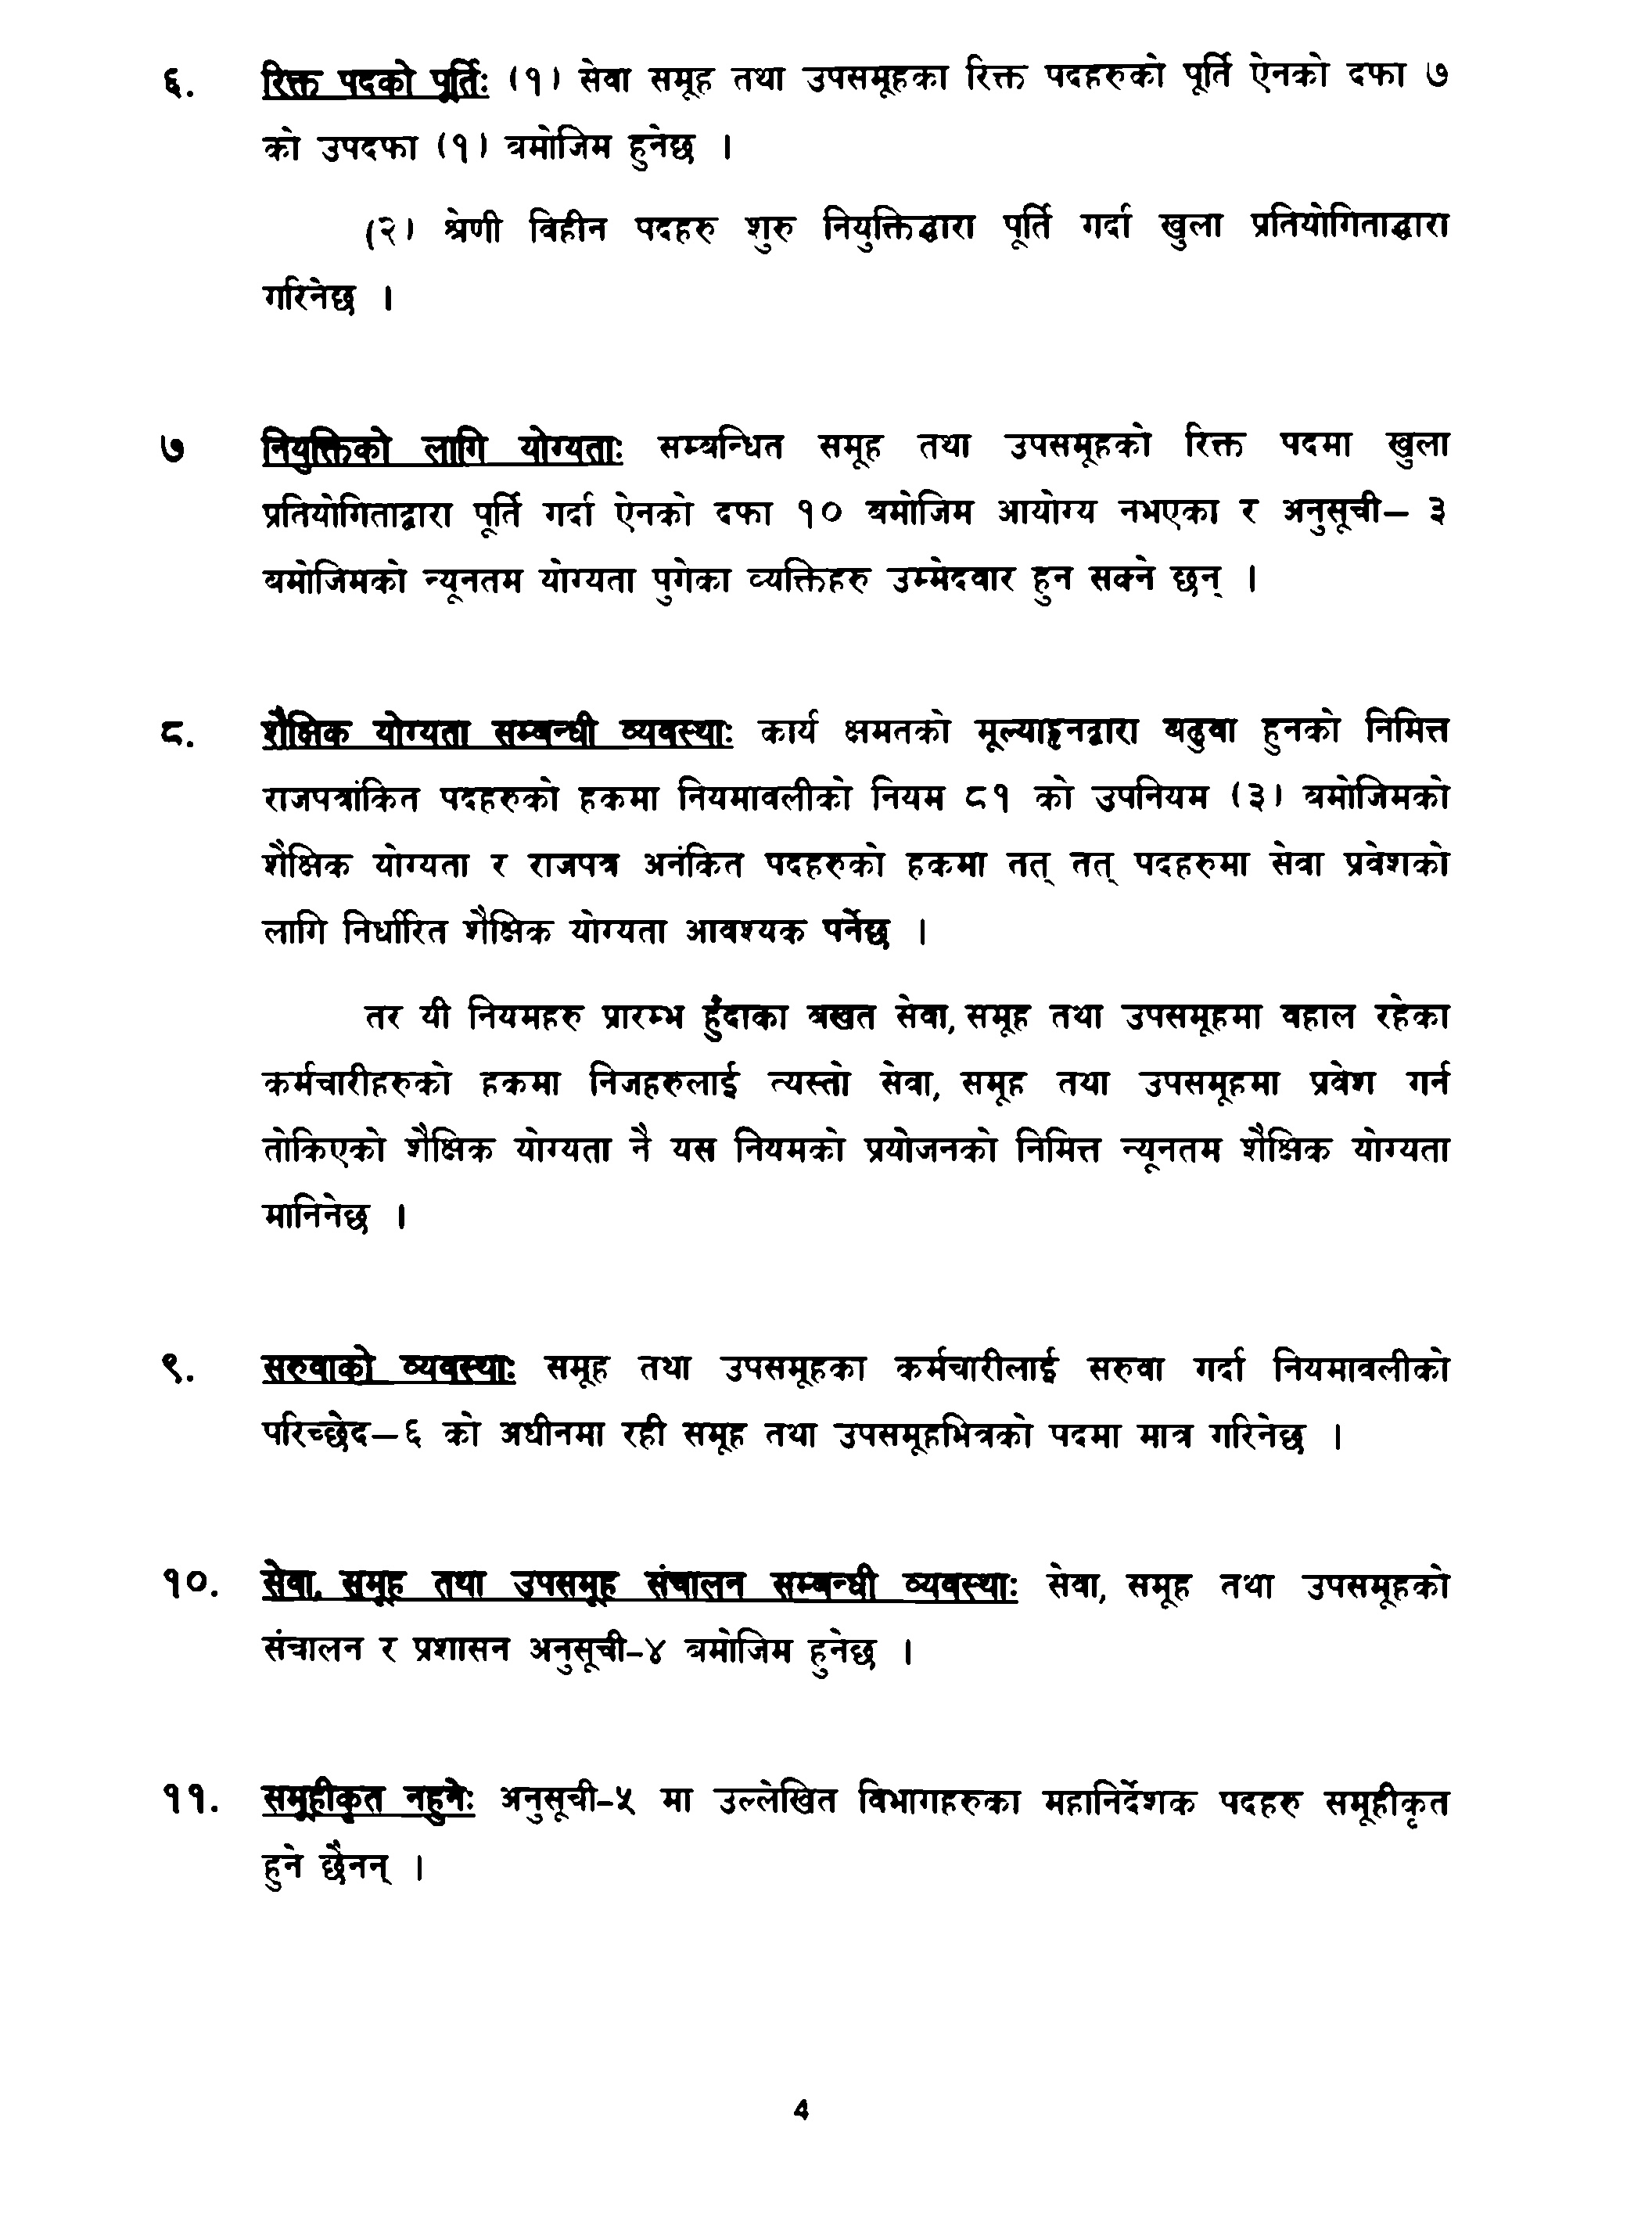 ६. रिक्त पदको पूर्तिः (१) सेवा समूह तथा उपसमूहका रिक्त पदहरुको पूर्ति ऐनको दफा ७
को उपदफा (१) बमोजिम हुनेछ ।
(२) श्रेणी विहीन पदहरु शुरु नियुक्तिद्वारा पूर्ति गर्दा खुला प्रतियोगिताद्वारा
गरिनेछ ।
७ नियुक्तिको लागि योग्यताः सम्बन्धित समूह तथा उपसमूहको रिक्त पदमा खुला
प्रतियोगिताद्वारा पूर्ति गर्दा ऐनको दफा १० बमोजिम आयोग्य नभएका र अनुसूची– ३
बमोजिमको न्यूनतम योग्यता पुगेका व्यक्तिहरु उम्मेदवार हुन सक्ने छन् ।
८. शैक्षिक योग्यता सम्बन्धी व्यवस्थाः कार्य क्षमतको मूल्याङ्कनद्वारा बढुवा हुनको निमित्त
राजपत्रांकित पदहरुको हकमा नियमावलीको नियम ८१ को उपनियम (३) बमोजिमको
शैक्षिक योग्यता र राजपत्र अनंकित पदहरुको हकमा तत् तत् पदहरुमा सेवा प्रवेशको
लागि निर्धारित शैक्षिक योग्यता आवश्यक पर्नेछ ।
तर यी नियमहरु प्रारम्भ हुँदाका बखत सेवा, समूह तथा उपसमूहमा वहाल रहेका
कर्मचारीहरुको हकमा निजहरुलाई त्यस्तो सेवा, समूह तथा उपसमूहमा प्रवेश गर्न
तोकिएको शैक्षिक योग्यता नै यस नियमको प्रयोजनको निमित्त न्यूनतम शैक्षिक योग्यता
मानिनेछ ।
९. सरुवाको व्यवस्थाः समूह तथा उपसमूहका कर्मचारीलाई सरुवा गर्दा नियमावलीको
परिच्छेद–६ को अधीनमा रही समूह तथा उपसमूहभित्रको पदमा मात्र गरिनेछ ।
१०. सेवा, समूह तथा उपसमूह संचालन सम्बन्धी व्यवस्थाः सेवा, समूह तथा उपसमूहको
संचालन र प्रशासन अनुसूची–४ बमोजिम हुनेछ ।
११. समूहीकृत नहुनेः अनुसूची–५ मा उल्लेखित विभागहरुका महानिर्देशक पदहरु समूहीकृत
हुने छैनन् ।
4